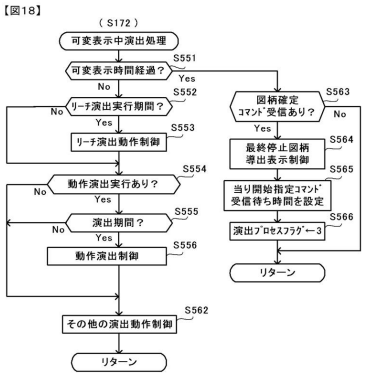 【図18】
(S172)
可変表示中演出処理
S551
可変表示時間経過?
Yes
No
S552
リーチ演出実行期間?
No
Yes
S553
リーチ演出動作制御
S554
動作演出実行あり?
No
Yes
S555
演出期間?
No
Yes
S556
動作演出制御
S562
その他の演出動作制御
リターン
S563
図柄確定
コマンド受信あり?
No
Yes
S564
最終停止図柄
導出表示制御
S565
当り開始指定コマンド
受信待ち時間を設定
S566
演出プロセスフラグ←3
リターン